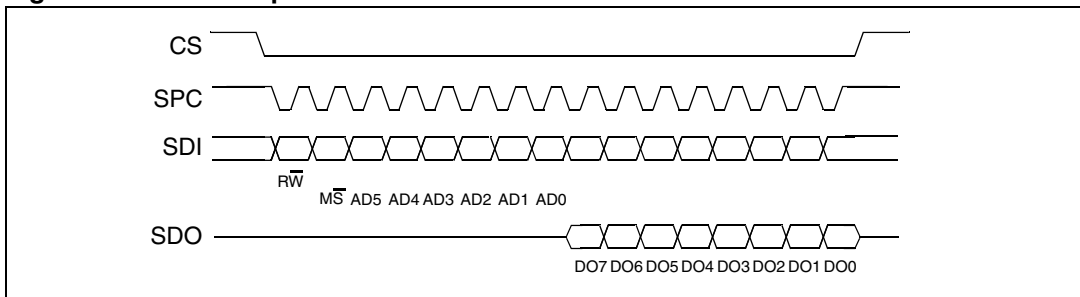 CS
SPC
SDI
RW̅
MS̅ AD5 AD4 AD3 AD2 AD1 AD0
SDO
DO7 DO6 DO5 DO4 DO3 DO2 DO1 DO0